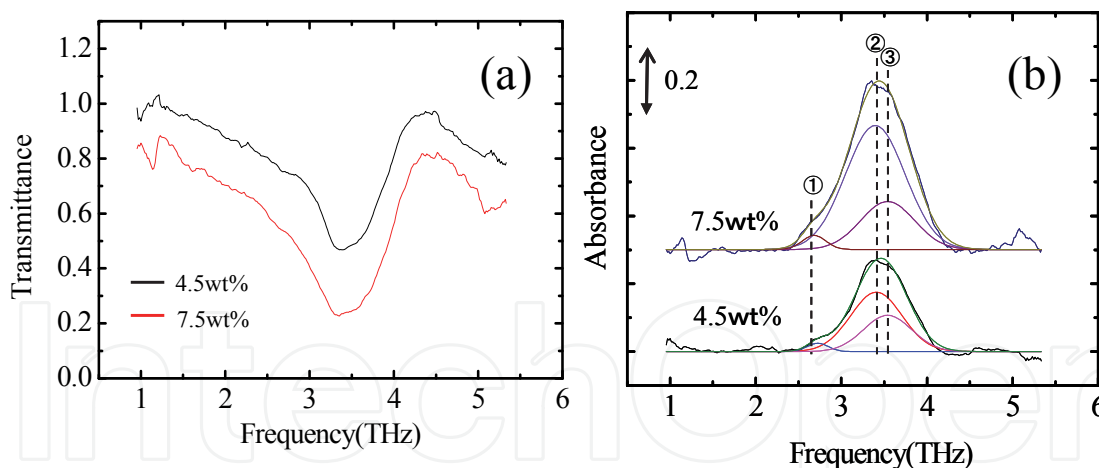 (a)
Transmittance
1.2
1.0
0.8
0.6
0.4
0.2
0.0
4.5wt%
7.5wt%
1 2 3 4 5 6
Frequency(THz)
(b)
Absorbance
0.2
①
②
③
7.5wt%
4.5wt%
1 2 3 4 5 6
Frequency(THz)
IntechOpen